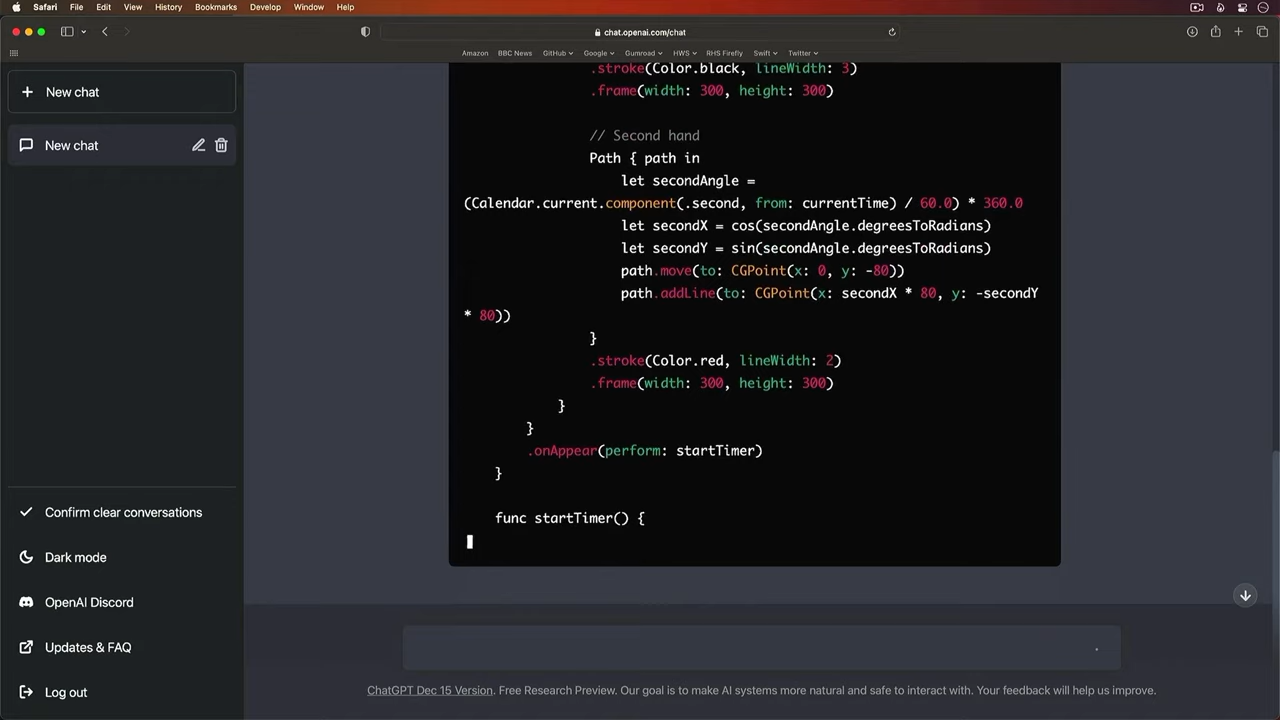 Safari File Edit View History Bookmarks Develop Window Help
chat.openai.com/chat
Amazon BBC News GitHub Google Gumroad HWS RHS Firefly Swift Twitter
New chat
New chat
Confirm clear conversations
Dark mode
OpenAI Discord
Updates & FAQ
Log out
.stroke(Color.black, lineWidth: 3)
.frame(width: 300, height: 300)
// Second hand
Path { path in
let secondAngle =
(Calendar.current.component(.second, from: currentTime) / 60.0) * 360.0
let secondX = cos(secondAngle.degreesToRadians)
let secondY = sin(secondAngle.degreesToRadians)
path.move(to: CGPoint(x: 0, y: -80))
path.addLine(to: CGPoint(x: secondX * 80, y: -secondY
* 80))
}
.stroke(Color.red, lineWidth: 2)
.frame(width: 300, height: 300)
}
}
.onAppear(perform: startTimer)
}
func startTimer() {
ChatGPT Dec 15 Version. Free Research Preview. Our goal is to make AI systems more natural and safe to interact with. Your feedback will help us improve.